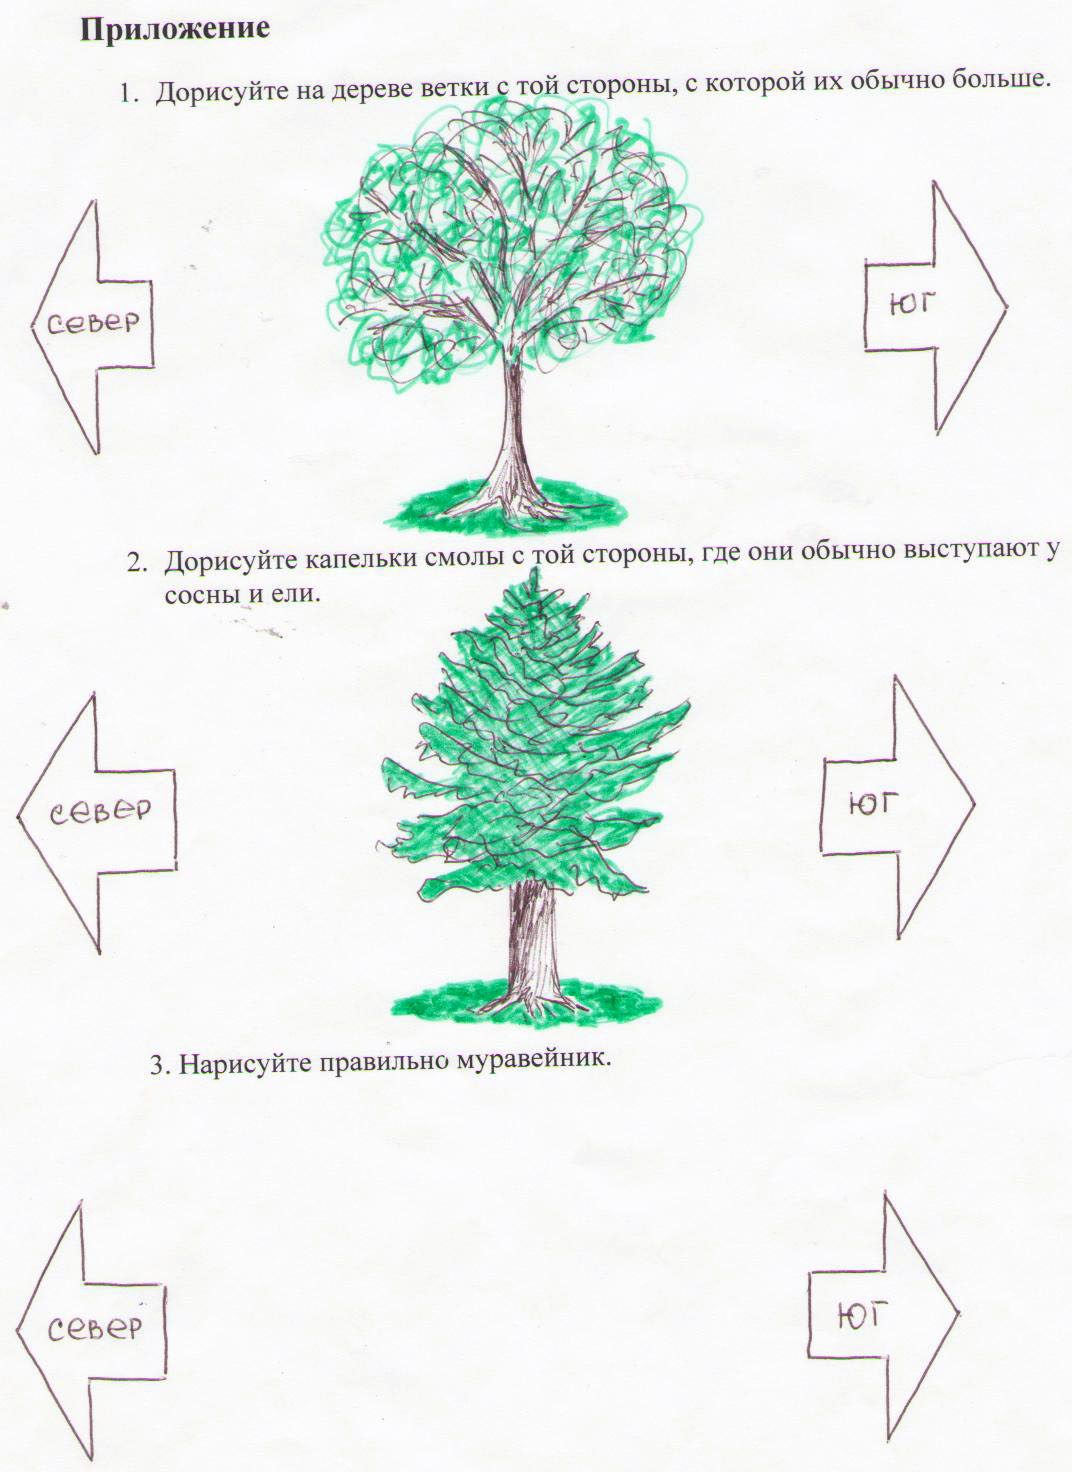 Приложение
1. Дорисуйте на дереве ветки с той стороны, с которой их обычно больше.
север
юг
2. Дорисуйте капельки смолы с той стороны, где они обычно выступают у
сосны и ели.
север
юг
3. Нарисуйте правильно муравейник.
север
юг